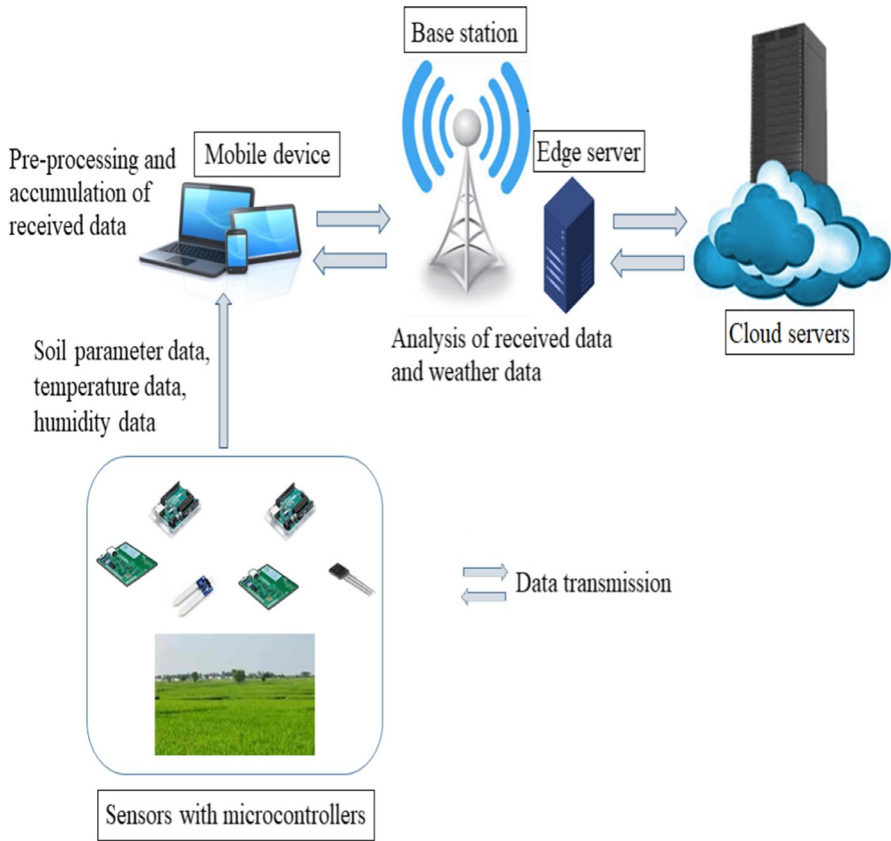 Base station
Mobile device
Edge server
Pre-processing and
accumulation of
received data
Analysis of received data
and weather data
Cloud servers
Soil parameter data,
temperature data,
humidity data
Data transmission
Sensors with microcontrollers